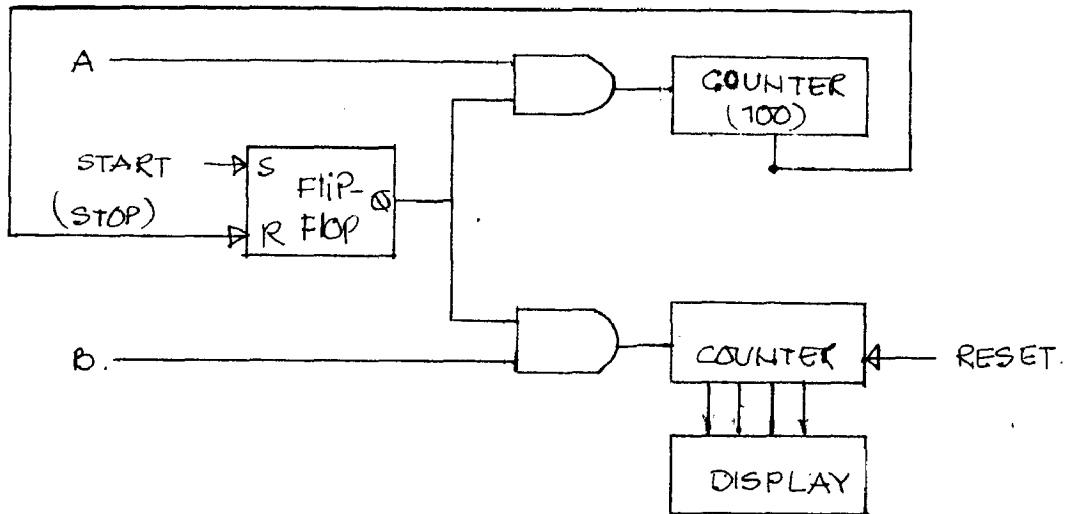 A
COUNTER
(100)
START
(STOP)
S
R
FliP-
Flop
Q
B.
COUNTER
RESET.
DISPLAY